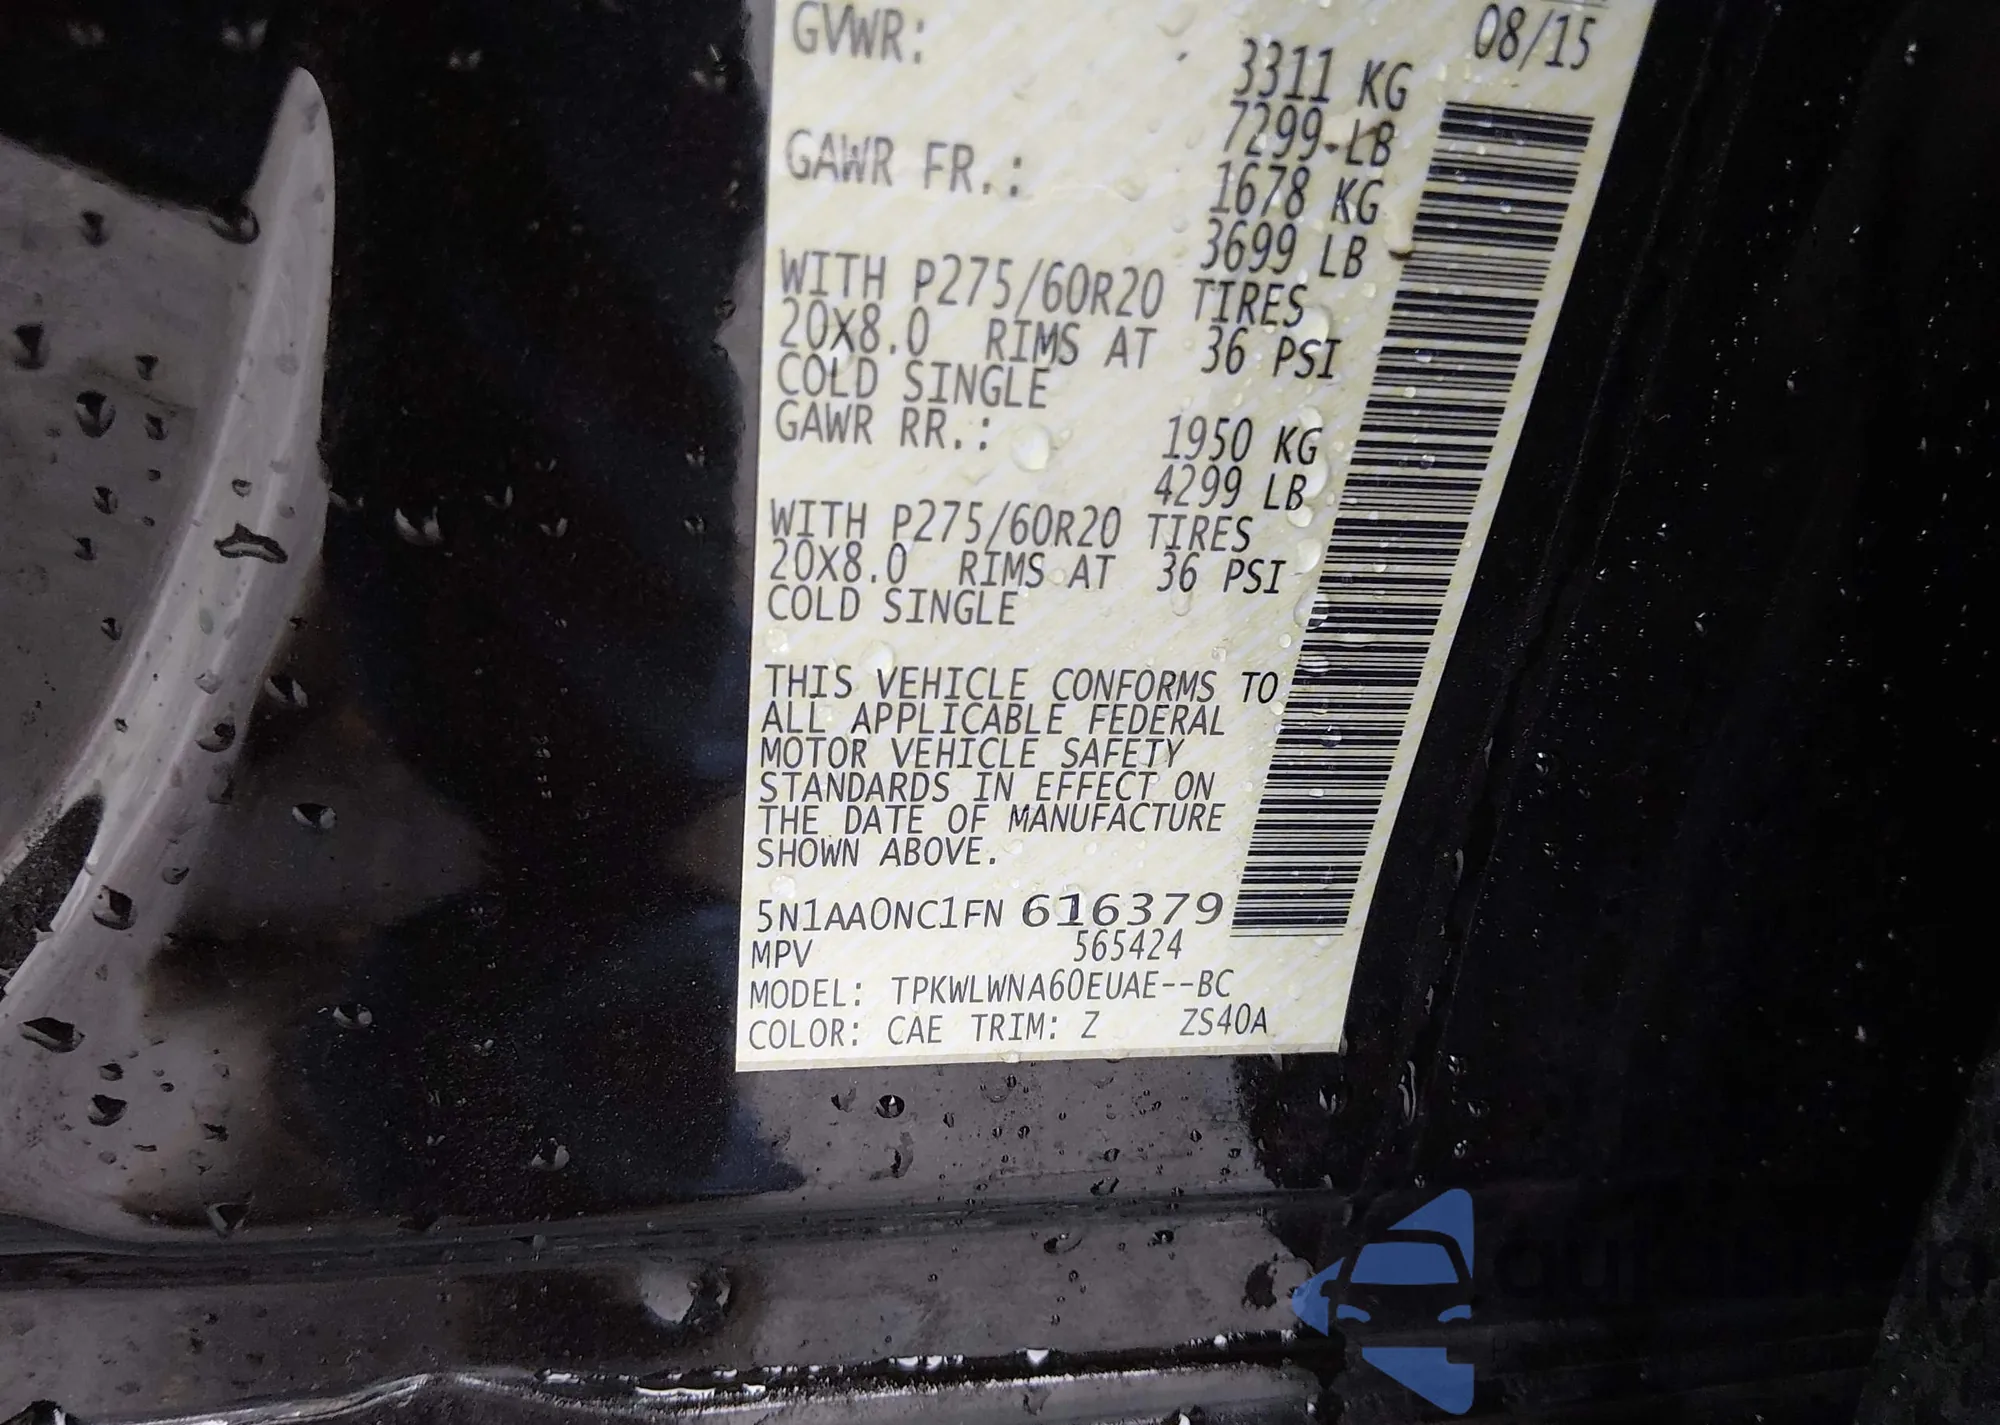 08/15
GVWR: 3311 KG
7299 LB
GAWR FR.: 1678 KG
3699 LB
WITH P275/60R20 TIRES
20X8.0 RIMS AT 36 PSI
COLD SINGLE
GAWR RR.: 1950 KG
4299 LB
WITH P275/60R20 TIRES
20X8.0 RIMS AT 36 PSI
COLD SINGLE
THIS VEHICLE CONFORMS TO
ALL APPLICABLE FEDERAL
MOTOR VEHICLE SAFETY
STANDARDS IN EFFECT ON
THE DATE OF MANUFACTURE
SHOWN ABOVE.
5N1AA0NC1FN 616379
MPV 565424
MODEL: TPKWLWNA60EUAE--BC
COLOR: CAE TRIM: Z ZS40A